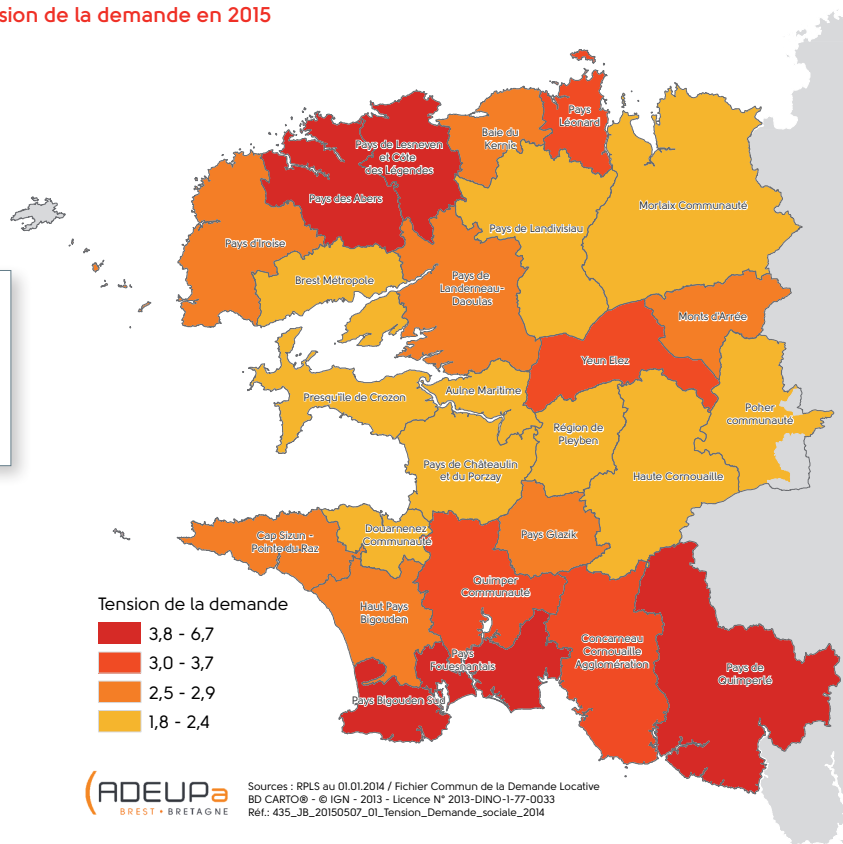 sion de la demande en 2015
Pays
Léonard
Baie du
Kernic
Pays de Lesneven
et Côte
des Légendes
Pays des Abers
Morlaix Communauté
Pays de Landivisiau
Pays d'Iroise
Brest Métropole
Pays de
Landerneau-
Daoulas
Monts d'Arrée
Yeun Elez
Aulne Maritime
Presqu'île de Crozon
Poher
communauté
Région de
Pleyben
Pays de Châteaulin
et du Porzay
Haute Cornouaille
Douarnenez
Communauté
Cap Sizun -
Pointe du Raz
Pays Glazik
Quimper
Communauté
Haut Pays
Bigouden
Concarneau
Cornouaille
Agglomération
Pays
Fouesnantais
Pays de
Quimperlé
Pays Bigouden Sud
Tension de la demande
3,8 - 6,7
3,0 - 3,7
2,5 - 2,9
1,8 - 2,4
ADEUPa
BREST • BRETAGNE
Sources : RPLS au 01.01.2014 / Fichier Commun de la Demande Locative
BD CARTO® - © IGN - 2013 - Licence N° 2013-DINO-1-77-0033
Réf.: 435_JB_20150507_01_Tension_Demande_sociale_2014